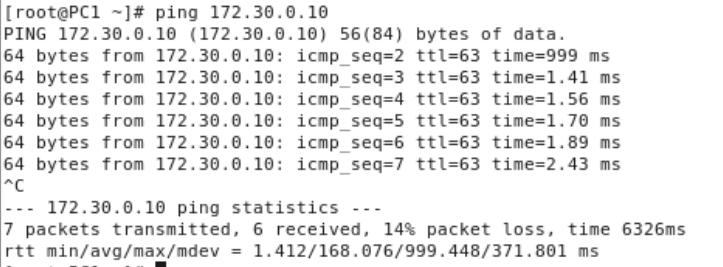 [root@PC1 ~]# ping 172.30.0.10
PING 172.30.0.10 (172.30.0.10) 56(84) bytes of data.
64 bytes from 172.30.0.10: icmp_seq=2 ttl=63 time=999 ms
64 bytes from 172.30.0.10: icmp_seq=3 ttl=63 time=1.41 ms
64 bytes from 172.30.0.10: icmp_seq=4 ttl=63 time=1.56 ms
64 bytes from 172.30.0.10: icmp_seq=5 ttl=63 time=1.70 ms
64 bytes from 172.30.0.10: icmp_seq=6 ttl=63 time=1.89 ms
64 bytes from 172.30.0.10: icmp_seq=7 ttl=63 time=2.43 ms
^C
--- 172.30.0.10 ping statistics ---
7 packets transmitted, 6 received, 14% packet loss, time 6326ms
rtt min/avg/max/mdev = 1.412/168.076/999.448/371.801 ms